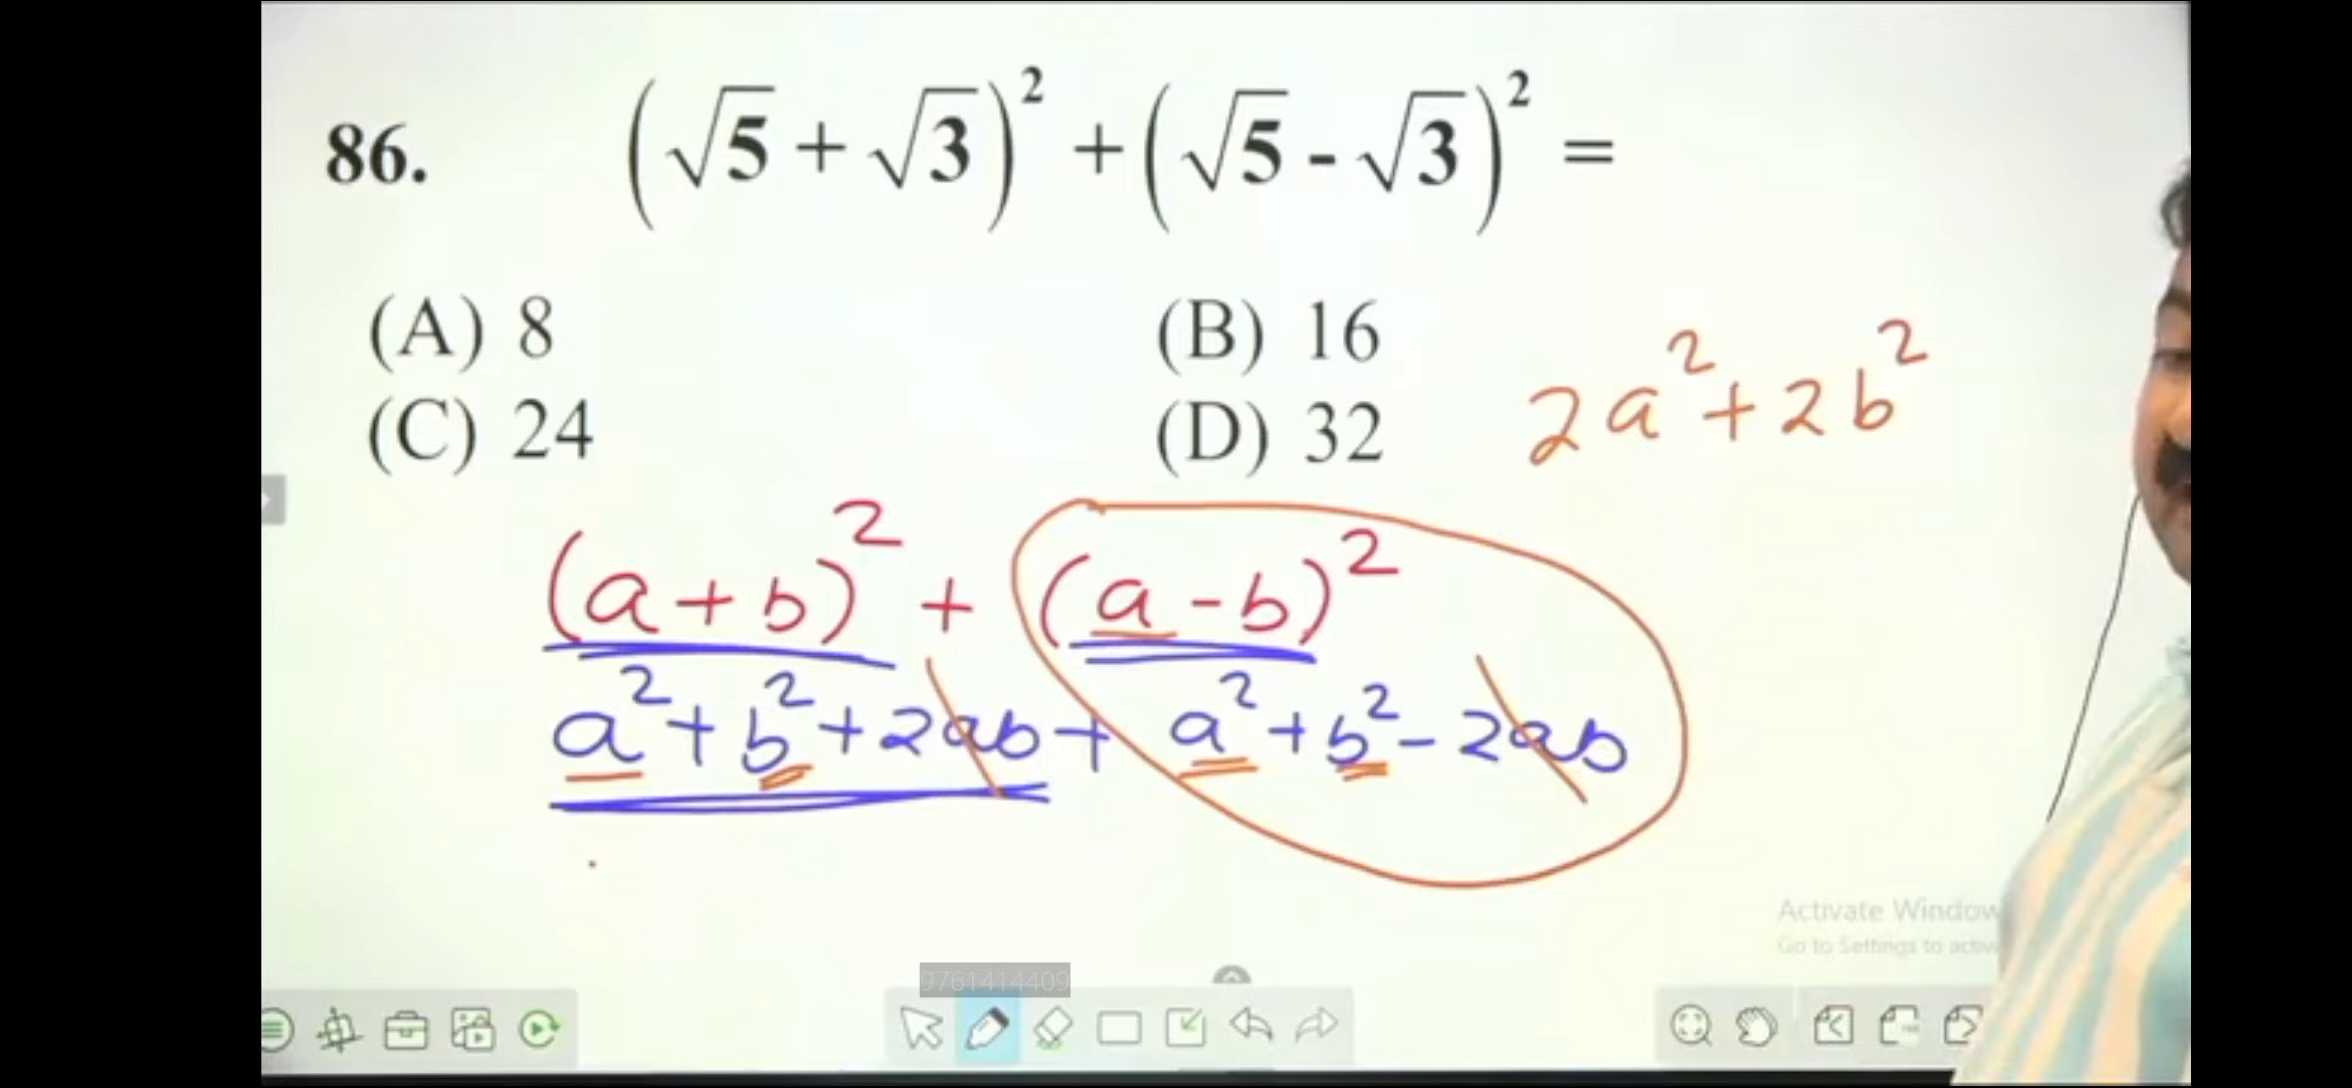 86. (√5 + √3)² + (√5 - √3)² =
(A) 8 (B) 16
(C) 24 (D) 32
2a² + 2b²
(a + b)² + (a - b)²
a² + b² + 2ab + a² + b² - 2ab
Activate Window
Go to Settings to activ
9761414409